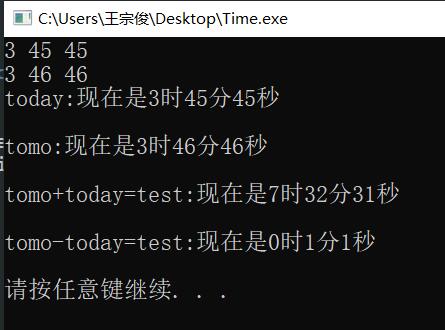 C:\Users\王宗俊\Desktop\Time.exe
3 45 45
3 46 46
today:现在是3时45分45秒
tomo:现在是3时46分46秒
tomo+today=test:现在是7时32分31秒
tomo-today=test:现在是0时1分1秒
请按任意键继续. . .